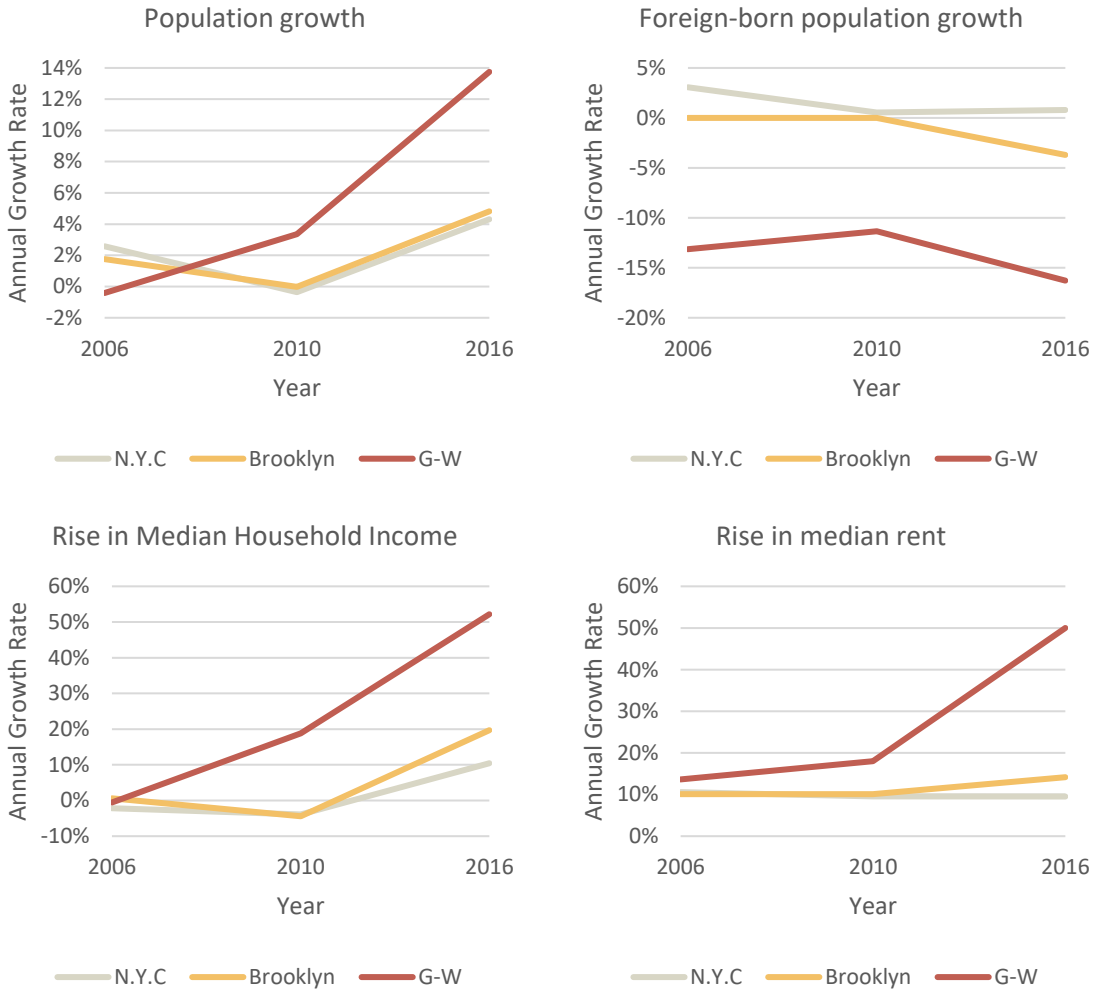 Population growth
Annual Growth Rate
14%
12%
10%
8%
6%
4%
2%
0%
-2%
2006 2010 2016
Year
N.Y.C Brooklyn G-W
Foreign-born population growth
Annual Growth Rate
5%
0%
-5%
-10%
-15%
-20%
2006 2010 2016
Year
N.Y.C Brooklyn G-W
Rise in Median Household Income
Annual Growth Rate
60%
50%
40%
30%
20%
10%
0%
-10%
2006 2010 2016
Year
N.Y.C Brooklyn G-W
Rise in median rent
Annual Growth Rate
60%
50%
40%
30%
20%
10%
0%
2006 2010 2016
Year
N.Y.C Brooklyn G-W